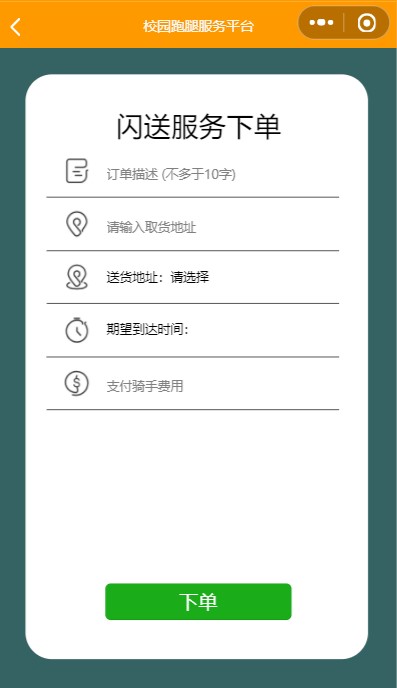 校园跑腿服务平台
闪送服务下单
订单描述 (不多于10字)
请输入取货地址
送货地址：请选择
期望到达时间：
支付骑手费用
下单